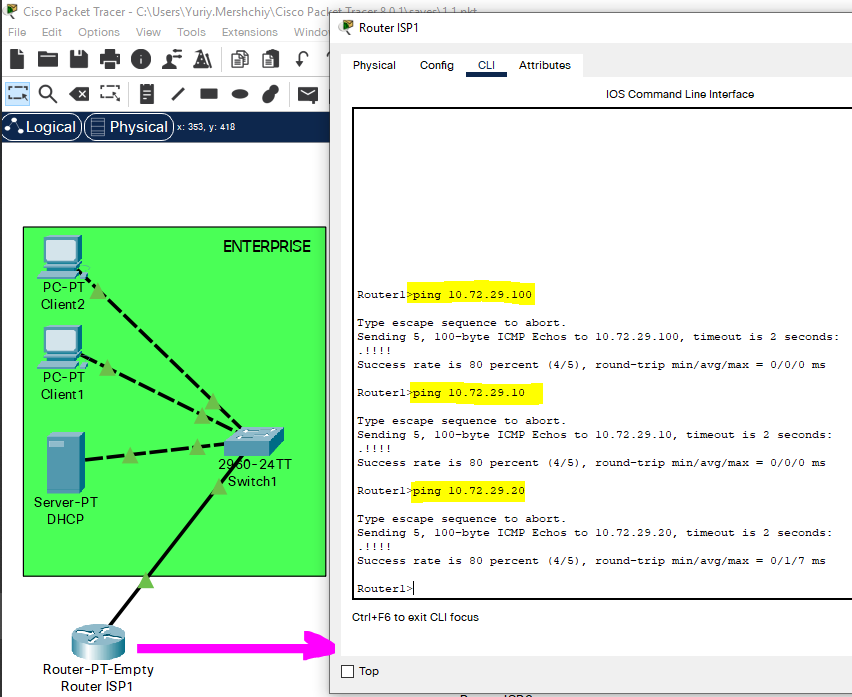 Cisco Packet Tracer - C:\Users\Yuriy.Mershchiy\Cisco Packet Tracer 8.0.1\saves\1.1.pkt
File Edit Options View Tools Extensions Windo
Logical Physical x: 353, y: 418
ENTERPRISE
PC-PT
Client2
PC-PT
Client1
2960-24TT
Switch1
Server-PT
DHCP
Router-PT-Empty
Router ISP1
Router ISP1
Physical Config CLI Attributes
IOS Command Line Interface
Router1>ping 10.72.29.100
Type escape sequence to abort.
Sending 5, 100-byte ICMP Echos to 10.72.29.100, timeout is 2 seconds:
.!!!!
Success rate is 80 percent (4/5), round-trip min/avg/max = 0/0/0 ms
Router1>ping 10.72.29.10
Type escape sequence to abort.
Sending 5, 100-byte ICMP Echos to 10.72.29.10, timeout is 2 seconds:
.!!!!
Success rate is 80 percent (4/5), round-trip min/avg/max = 0/0/0 ms
Router1>ping 10.72.29.20
Type escape sequence to abort.
Sending 5, 100-byte ICMP Echos to 10.72.29.20, timeout is 2 seconds:
.!!!!
Success rate is 80 percent (4/5), round-trip min/avg/max = 0/1/7 ms
Router1>
Ctrl+F6 to exit CLI focus
Top